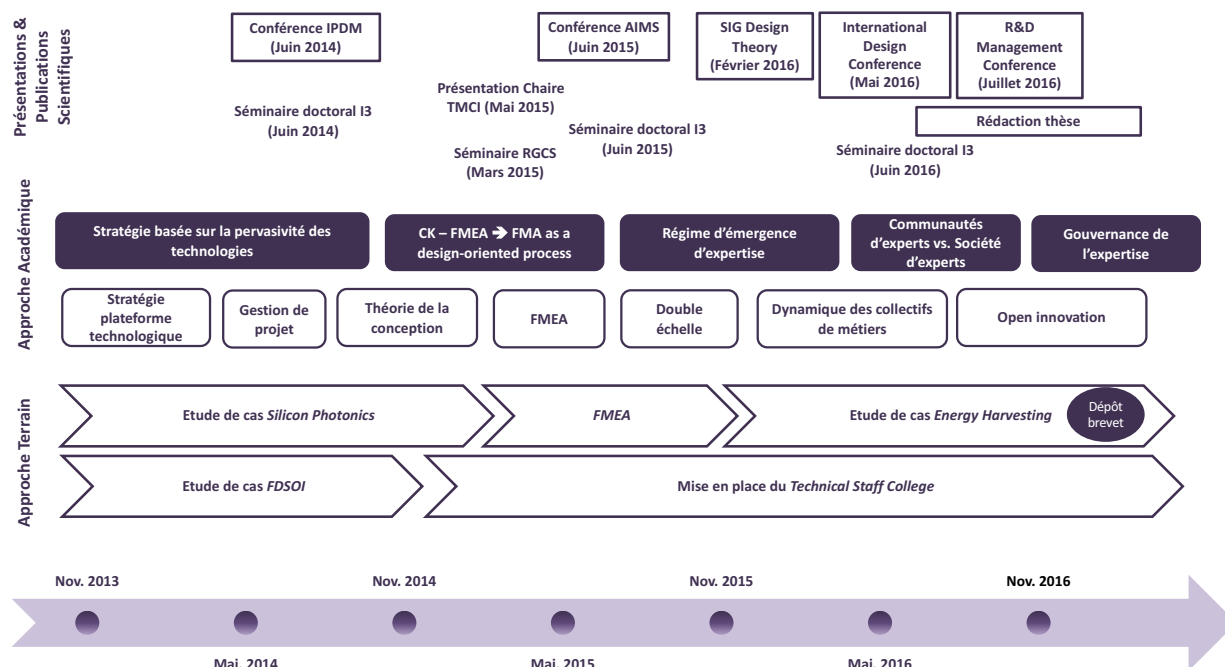 Présentations &
Publications
Scientifiques
Conférence IPDM
(Juin 2014)
Conférence AIMS
(Juin 2015)
SIG Design
Theory
(Février 2016)
International
Design
Conference
(Mai 2016)
R&D
Management
Conference
(Juillet 2016)
Séminaire doctoral I3
(Juin 2014)
Présentation Chaire
TMCI (Mai 2015)
Séminaire doctoral I3
(Juin 2015)
Rédaction thèse
Séminaire RGCS
(Mars 2015)
Séminaire doctoral I3
(Juin 2016)
Approche Académique
Stratégie basée sur la pervasivité des
technologies
CK – FMEA ➔ FMA as a
design-oriented process
Régime d’émergence
d’expertise
Communautés
d’experts vs. Société
d’experts
Gouvernance de
l’expertise
Stratégie
plateforme
technologique
Gestion de
projet
Théorie de la
conception
FMEA
Double
échelle
Dynamique des collectifs
de métiers
Open innovation
Approche Terrain
Etude de cas Silicon Photonics
FMEA
Etude de cas Energy Harvesting
Dépôt
brevet
Etude de cas FDSOI
Mise en place du Technical Staff College
Nov. 2013
Nov. 2014
Nov. 2015
Nov. 2016
Mai. 2014
Mai. 2015
Mai. 2016